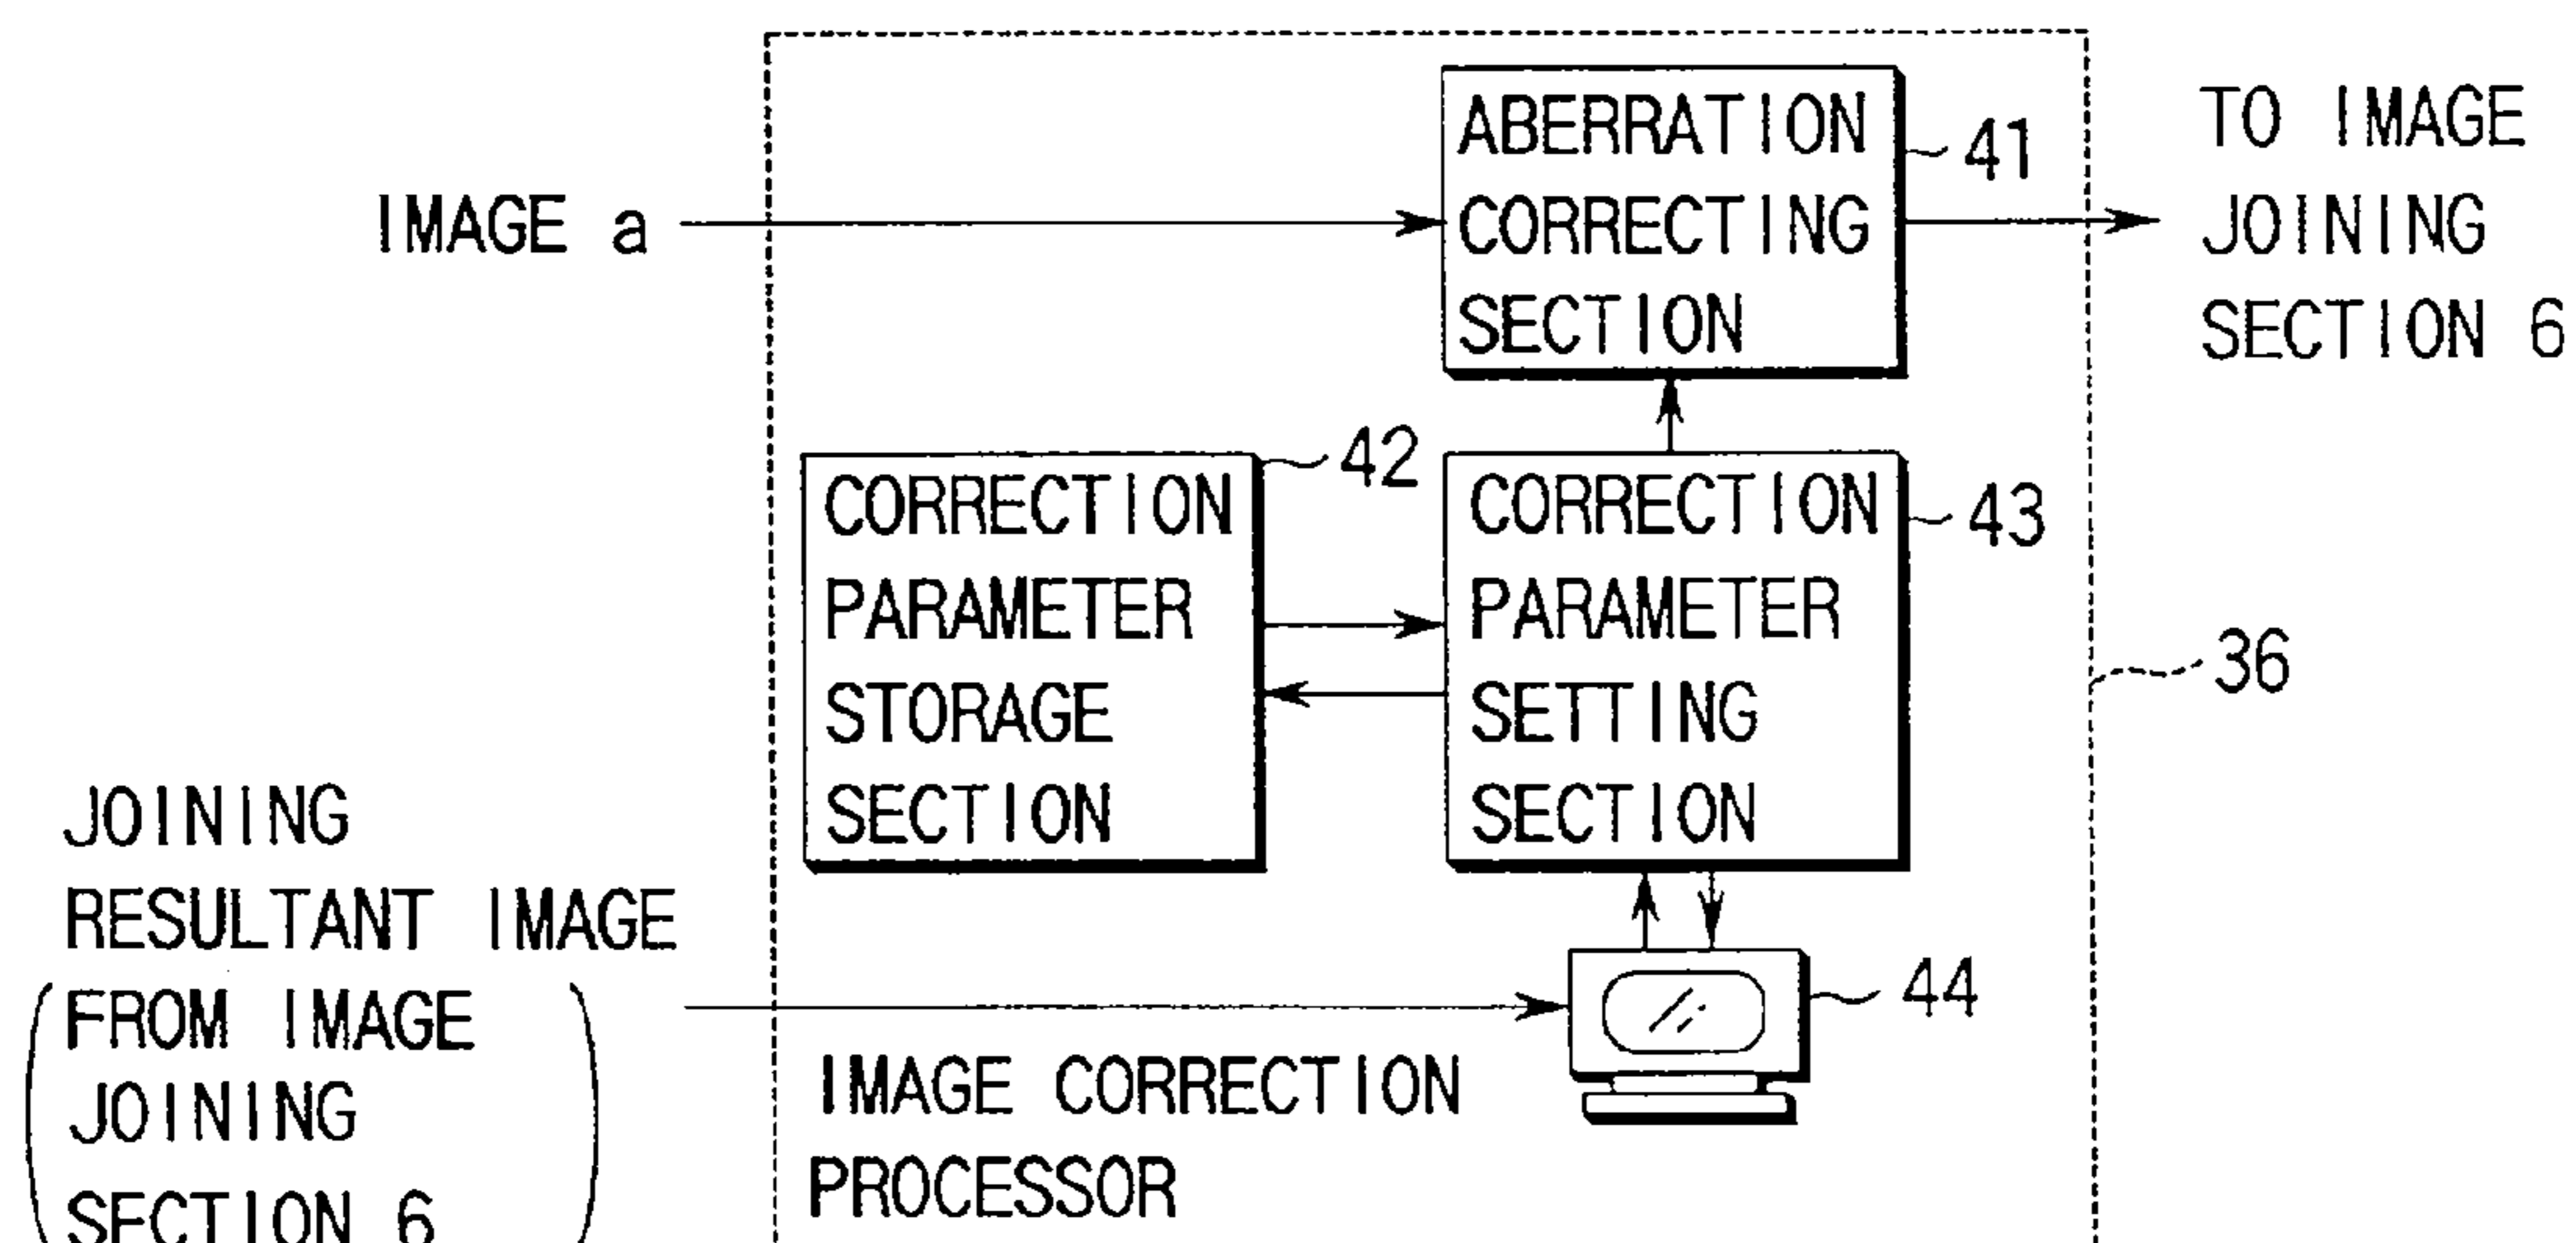 IMAGE a
ABERRATION
CORRECTING
SECTION
41
TO IMAGE
JOINING
SECTION 6
CORRECTION
PARAMETER
STORAGE
SECTION
42
CORRECTION
PARAMETER
SETTING
SECTION
43
36
JOINING
RESULTANT IMAGE
(FROM IMAGE
JOINING
SECTION 6)
44
IMAGE CORRECTION
PROCESSOR